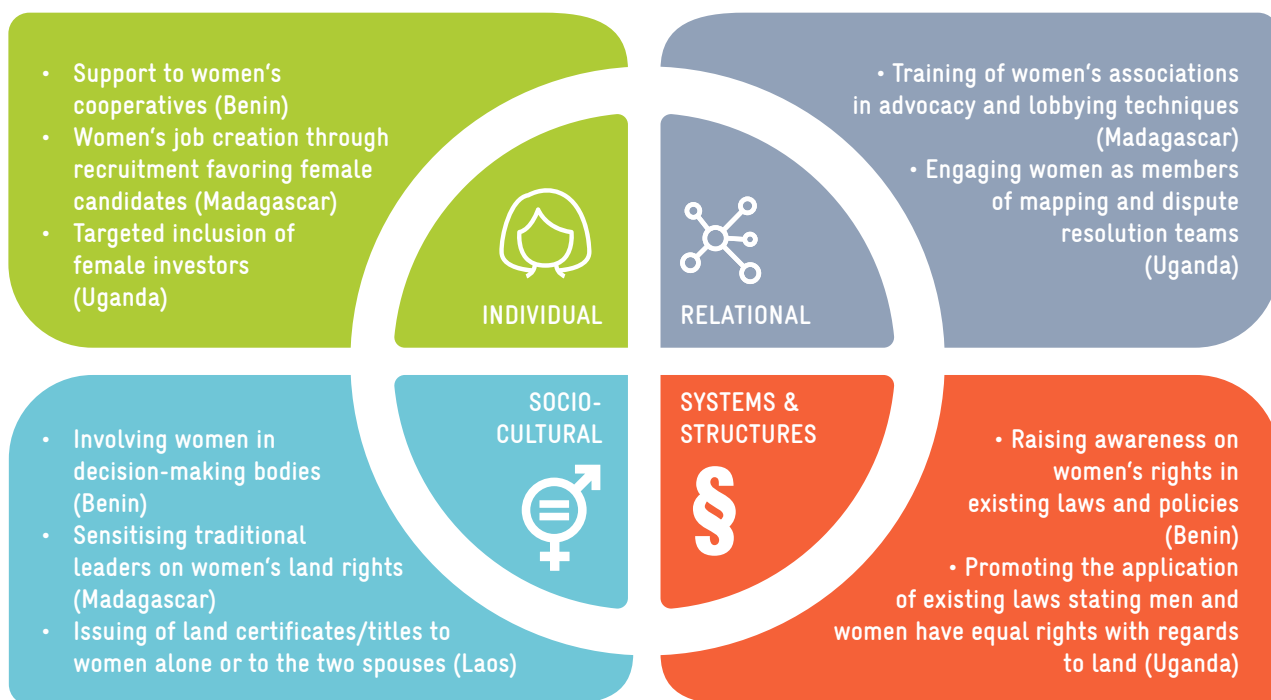 • Support to women's
cooperatives (Benin)
• Women's job creation through
recruitment favoring female
candidates (Madagascar)
• Targeted inclusion of
female investors
(Uganda)
INDIVIDUAL
• Training of women's associations
in advocacy and lobbying techniques
(Madagascar)
• Engaging women as members
of mapping and dispute
resolution teams
(Uganda)
RELATIONAL
SOCIO-
CULTURAL
• Involving women in
decision-making bodies
(Benin)
• Sensitising traditional
leaders on women's land rights
(Madagascar)
• Issuing of land certificates/titles to
women alone or to the two spouses (Laos)
SYSTEMS &
STRUCTURES
§
• Raising awareness on
women's rights in
existing laws and policies
(Benin)
• Promoting the application
of existing laws stating men and
women have equal rights with regards
to land (Uganda)